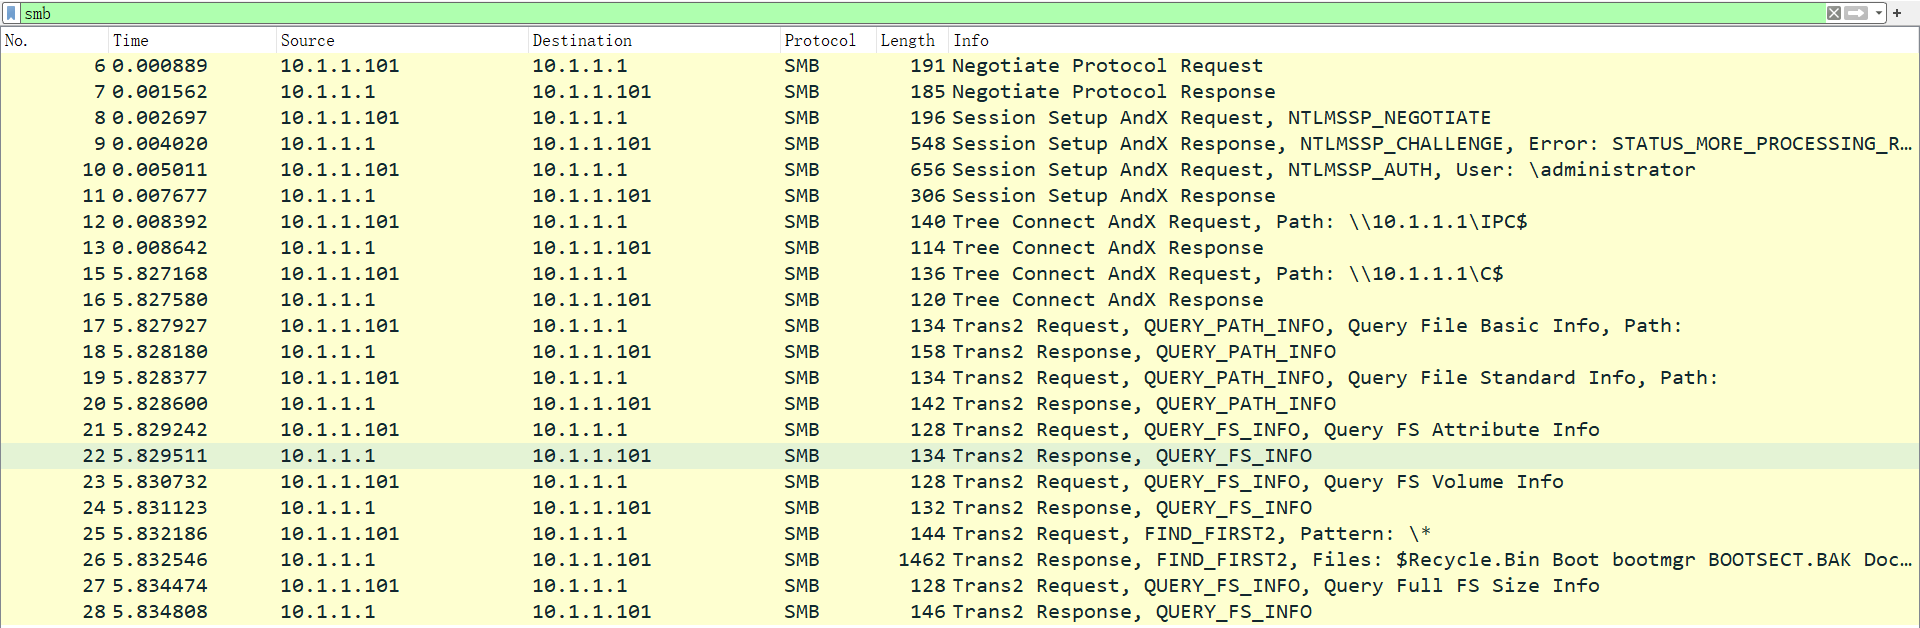 smb
No. Time Source Destination Protocol Length Info
6 0.000889 10.1.1.101 10.1.1.1 SMB 191 Negotiate Protocol Request
7 0.001562 10.1.1.1 10.1.1.101 SMB 185 Negotiate Protocol Response
8 0.002697 10.1.1.101 10.1.1.1 SMB 196 Session Setup AndX Request, NTLMSSP_NEGOTIATE
9 0.004020 10.1.1.1 10.1.1.101 SMB 548 Session Setup AndX Response, NTLMSSP_CHALLENGE, Error: STATUS_MORE_PROCESSING_R…
10 0.005011 10.1.1.101 10.1.1.1 SMB 656 Session Setup AndX Request, NTLMSSP_AUTH, User: \administrator
11 0.007677 10.1.1.1 10.1.1.101 SMB 306 Session Setup AndX Response
12 0.008392 10.1.1.101 10.1.1.1 SMB 140 Tree Connect AndX Request, Path: \\10.1.1.1\IPC$
13 0.008642 10.1.1.1 10.1.1.101 SMB 114 Tree Connect AndX Response
15 5.827168 10.1.1.101 10.1.1.1 SMB 136 Tree Connect AndX Request, Path: \\10.1.1.1\C$
16 5.827580 10.1.1.1 10.1.1.101 SMB 120 Tree Connect AndX Response
17 5.827927 10.1.1.101 10.1.1.1 SMB 134 Trans2 Request, QUERY_PATH_INFO, Query File Basic Info, Path:
18 5.828180 10.1.1.1 10.1.1.101 SMB 158 Trans2 Response, QUERY_PATH_INFO
19 5.828377 10.1.1.101 10.1.1.1 SMB 134 Trans2 Request, QUERY_PATH_INFO, Query File Standard Info, Path:
20 5.828600 10.1.1.1 10.1.1.101 SMB 142 Trans2 Response, QUERY_PATH_INFO
21 5.829242 10.1.1.101 10.1.1.1 SMB 128 Trans2 Request, QUERY_FS_INFO, Query FS Attribute Info
22 5.829511 10.1.1.1 10.1.1.101 SMB 134 Trans2 Response, QUERY_FS_INFO
23 5.830732 10.1.1.101 10.1.1.1 SMB 128 Trans2 Request, QUERY_FS_INFO, Query FS Volume Info
24 5.831123 10.1.1.1 10.1.1.101 SMB 132 Trans2 Response, QUERY_FS_INFO
25 5.832186 10.1.1.101 10.1.1.1 SMB 144 Trans2 Request, FIND_FIRST2, Pattern: \*
26 5.832546 10.1.1.1 10.1.1.101 SMB 1462 Trans2 Response, FIND_FIRST2, Files: $Recycle.Bin Boot bootmgr BOOTSECT.BAK Doc…
27 5.834474 10.1.1.101 10.1.1.1 SMB 128 Trans2 Request, QUERY_FS_INFO, Query Full FS Size Info
28 5.834808 10.1.1.1 10.1.1.101 SMB 146 Trans2 Response, QUERY_FS_INFO